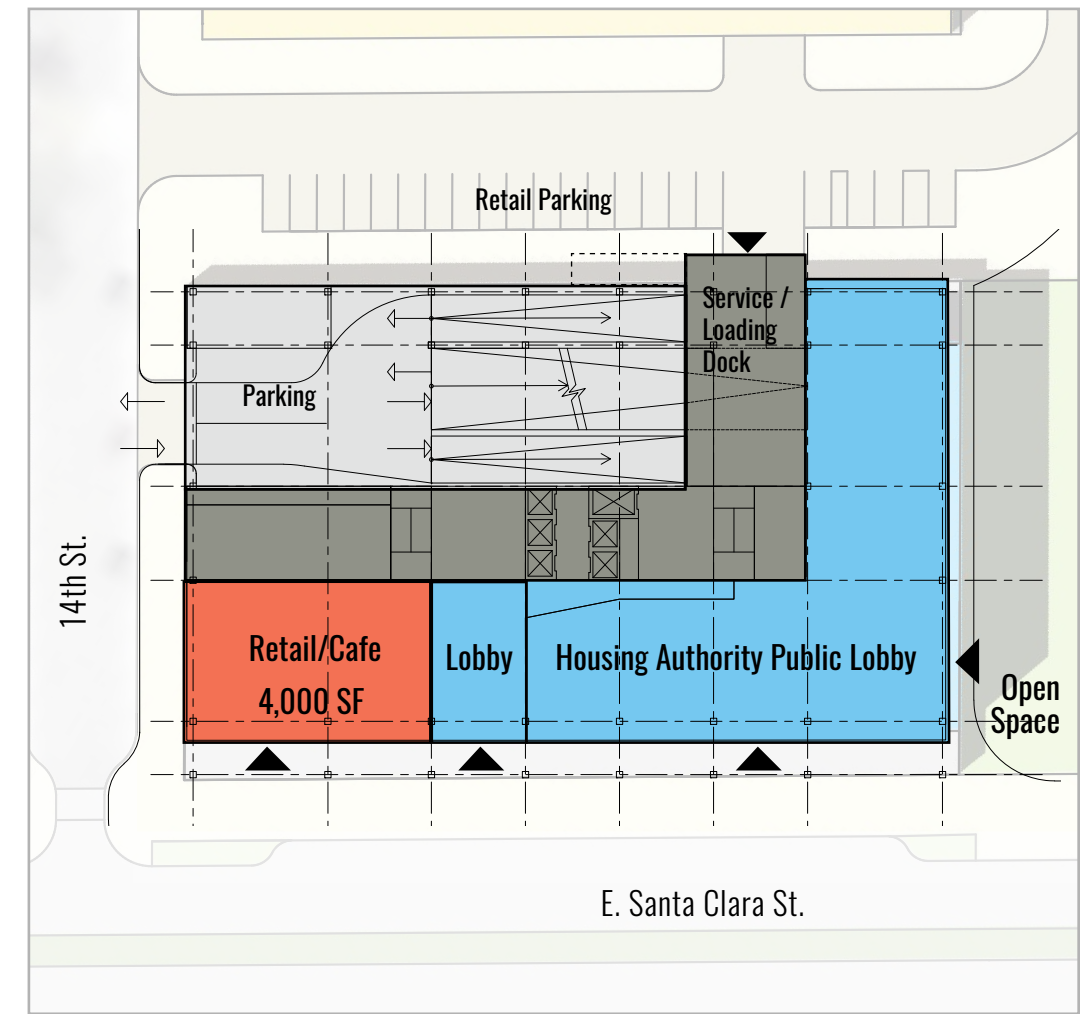 Retail Parking
Service /
Loading
Dock
Parking
14th St.
Retail/Cafe
4,000 SF
Lobby
Housing Authority Public Lobby
Open
Space
E. Santa Clara St.